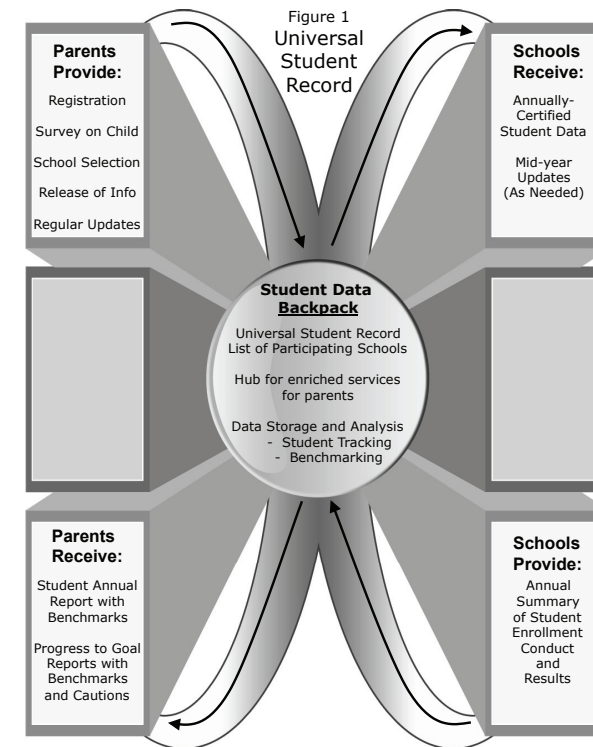 Figure 1
Universal
Student
Record
Parents
Provide:
Registration
Survey on Child
School Selection
Release of Info
Regular Updates
Schools
Receive:
Annually-
Certified
Student Data
Mid-year
Updates
(As Needed)
Student Data
Backpack
Universal Student Record
List of Participating Schools
Hub for enriched services
for parents
Data Storage and Analysis
- Student Tracking
- Benchmarking
Parents
Receive:
Student Annual
Report with
Benchmarks
Progress to Goal
Reports with
Benchmarks
and Cautions
Schools
Provide:
Annual
Summary
of Student
Enrollment
Conduct
and
Results